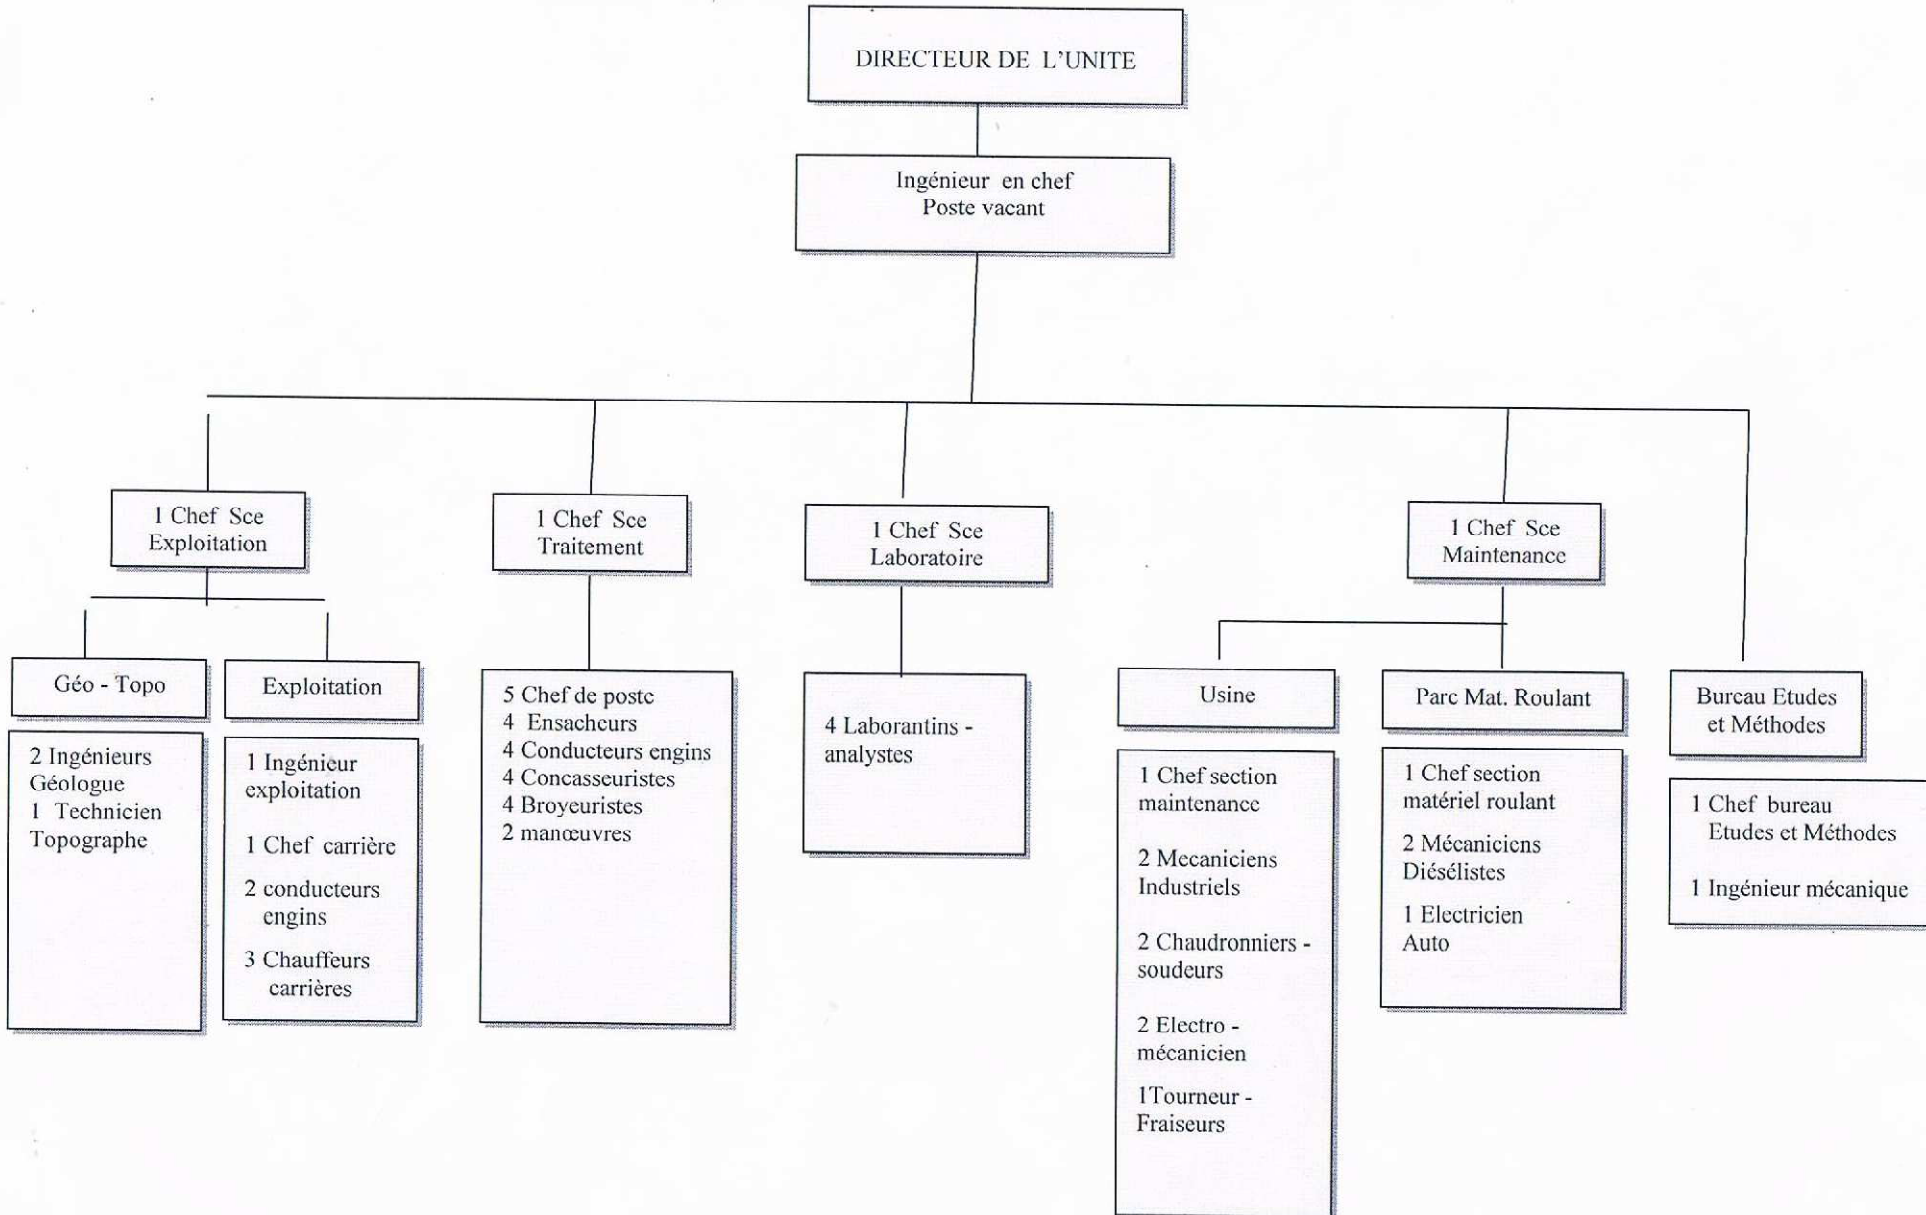 DIRECTEUR DE L'UNITE
Ingénieur en chef
Poste vacant
1 Chef Sce
Exploitation
1 Chef Sce
Traitement
1 Chef Sce
Laboratoire
1 Chef Sce
Maintenance
Géo - Topo
2 Ingénieurs
Géologue
1 Technicien
Topographe
Exploitation
1 Ingénieur
exploitation
1 Chef carrière
2 conducteurs
engins
3 Chauffeurs
carrières
5 Chef de poste
4 Ensacheurs
4 Conducteurs engins
4 Concasseuristes
4 Broyeuristes
2 manœuvres
4 Laborantins -
analystes
Usine
1 Chef section
maintenance
2 Mecaniciens
Industriels
2 Chaudronniers -
soudeurs
2 Electro -
mécanicien
1Tourneur -
Fraiseurs
Parc Mat. Roulant
1 Chef section
matériel roulant
2 Mécaniciens
Diésélistes
1 Electricien
Auto
Bureau Etudes
et Méthodes
1 Chef bureau
Etudes et Méthodes
1 Ingénieur mécanique